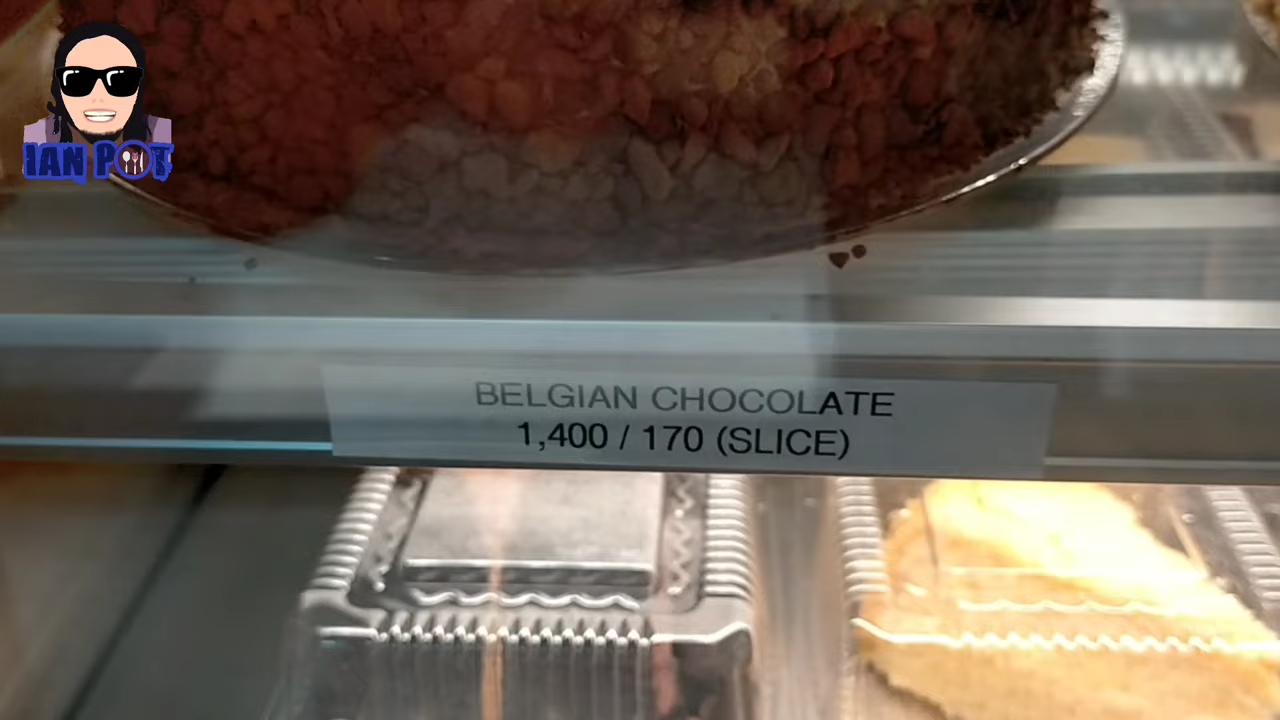 IAN POT
BELGIAN CHOCOLATE
1,400 / 170 (SLICE)